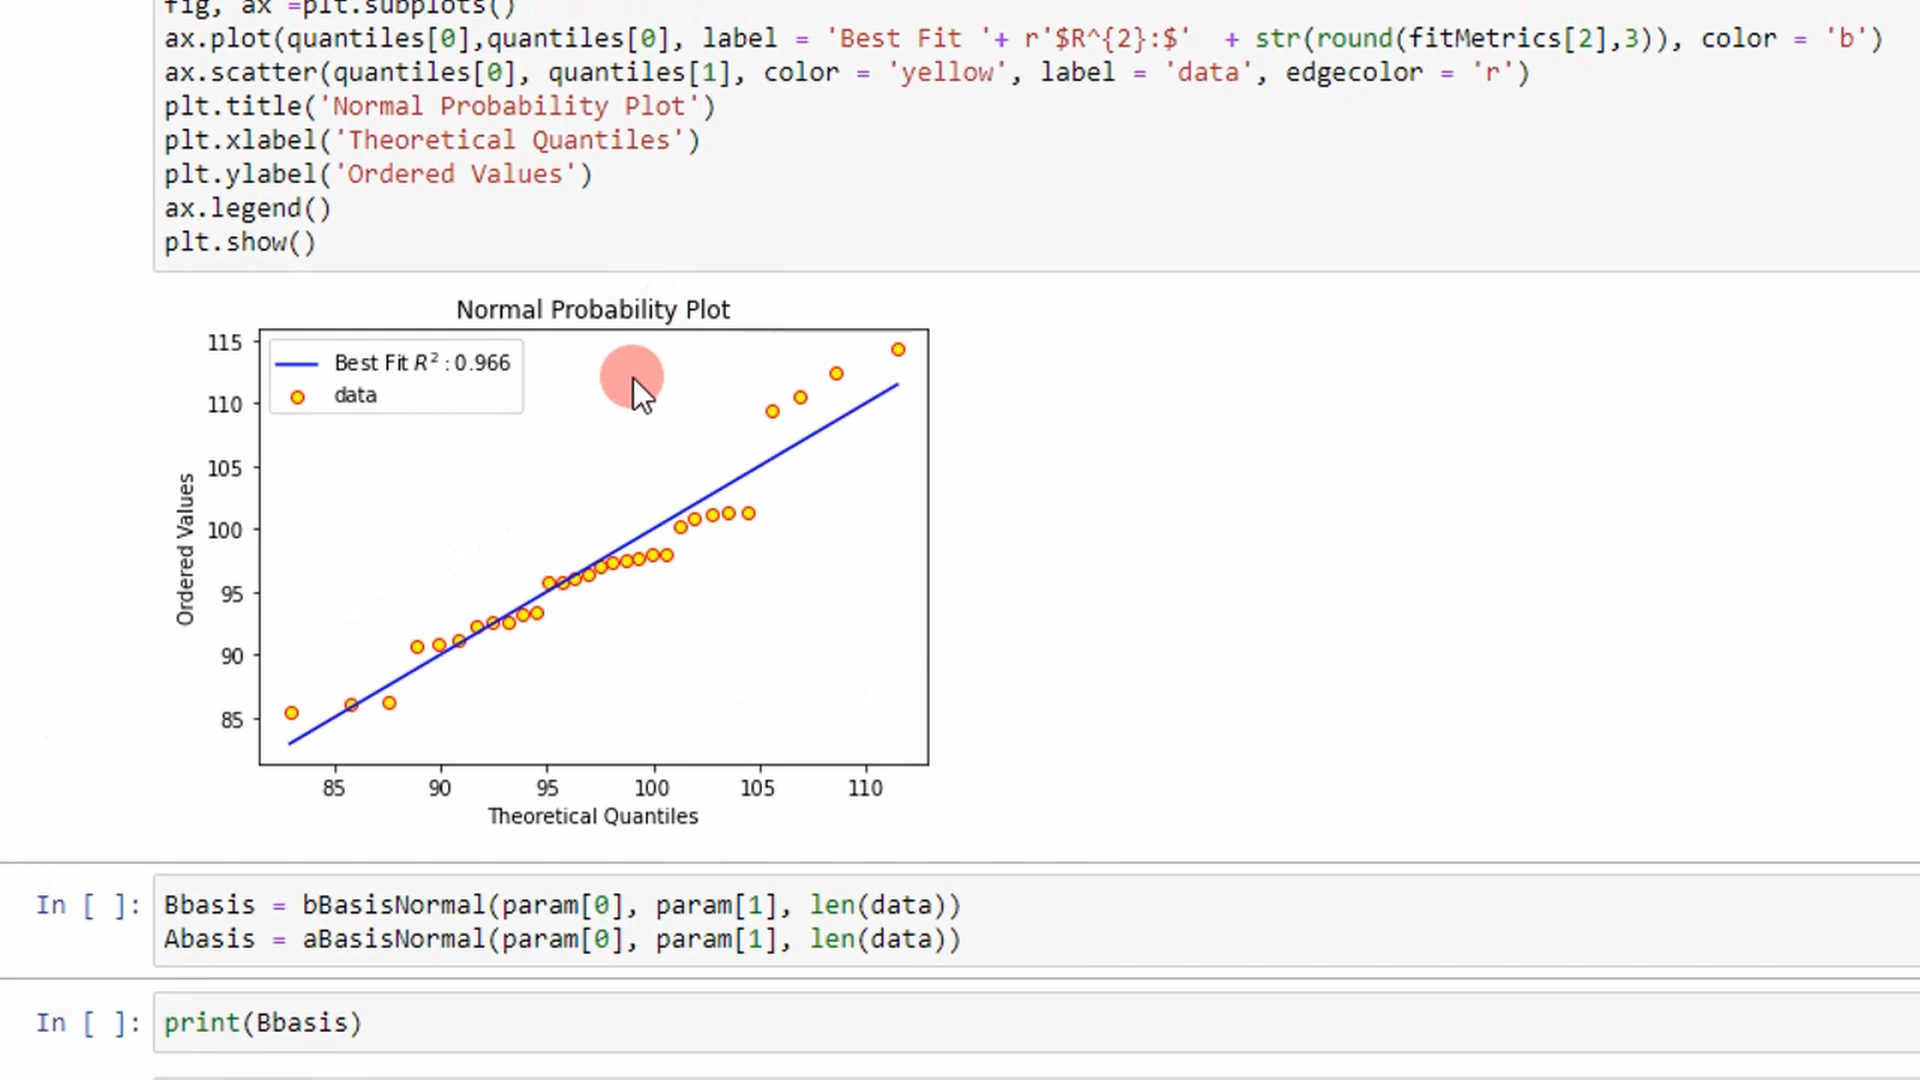 fig, ax =plt.subplots()
ax.plot(quantiles[0],quantiles[0], label = 'Best Fit '+ r'$R^{2}:$'  + str(round(fitMetrics[2],3)), color = 'b')
ax.scatter(quantiles[0], quantiles[1], color = 'yellow', label = 'data', edgecolor = 'r')
plt.title('Normal Probability Plot')
plt.xlabel('Theoretical Quantiles')
plt.ylabel('Ordered Values')
ax.legend()
plt.show()
Normal Probability Plot
Best Fit R² : 0.966
data
115
110
105
100
95
90
85
Ordered Values
85 90 95 100 105 110
Theoretical Quantiles
In [ ]: Bbasis = bBasisNormal(param[0], param[1], len(data))
Abasis = aBasisNormal(param[0], param[1], len(data))
In [ ]: print(Bbasis)